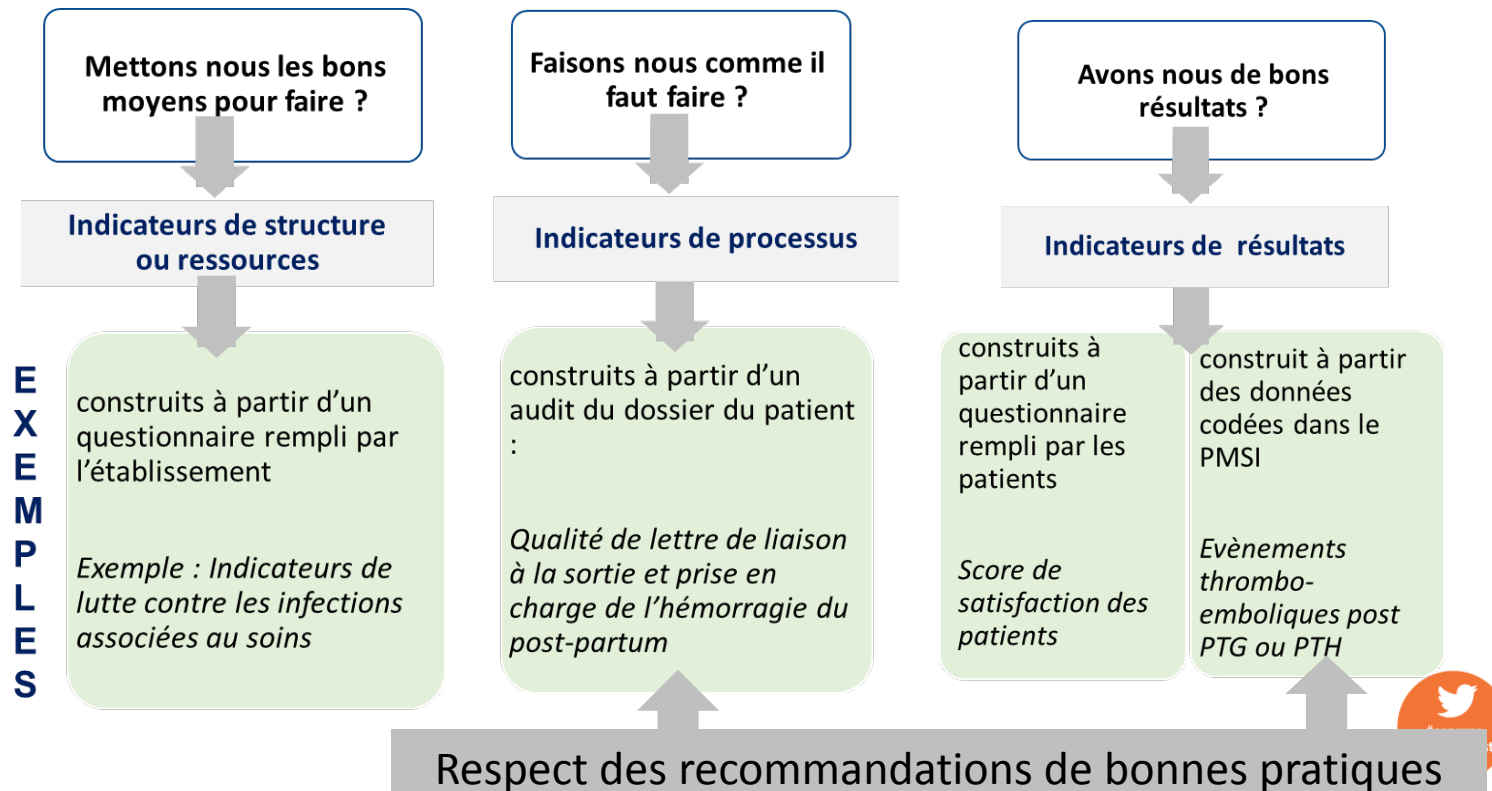 Mettons nous les bons
moyens pour faire ?
Faisons nous comme il
faut faire ?
Avons nous de bons
résultats ?
Indicateurs de structure
ou ressources
Indicateurs de processus
Indicateurs de résultats
EXEMPLES
construits à partir d’un
questionnaire rempli par
l’établissement
Exemple : Indicateurs de
lutte contre les infections
associées au soins
construits à partir d’un
audit du dossier du patient
:
Qualité de lettre de liaison
à la sortie et prise en
charge de l’hémorragie du
post-partum
construits à
partir d’un
questionnaire
rempli par les
patients
Score de
satisfaction des
patients
construit à partir
des données
codées dans le
PMSI
Evènements
thrombo-
emboliques post
PTG ou PTH
Respect des recommandations de bonnes pratiques